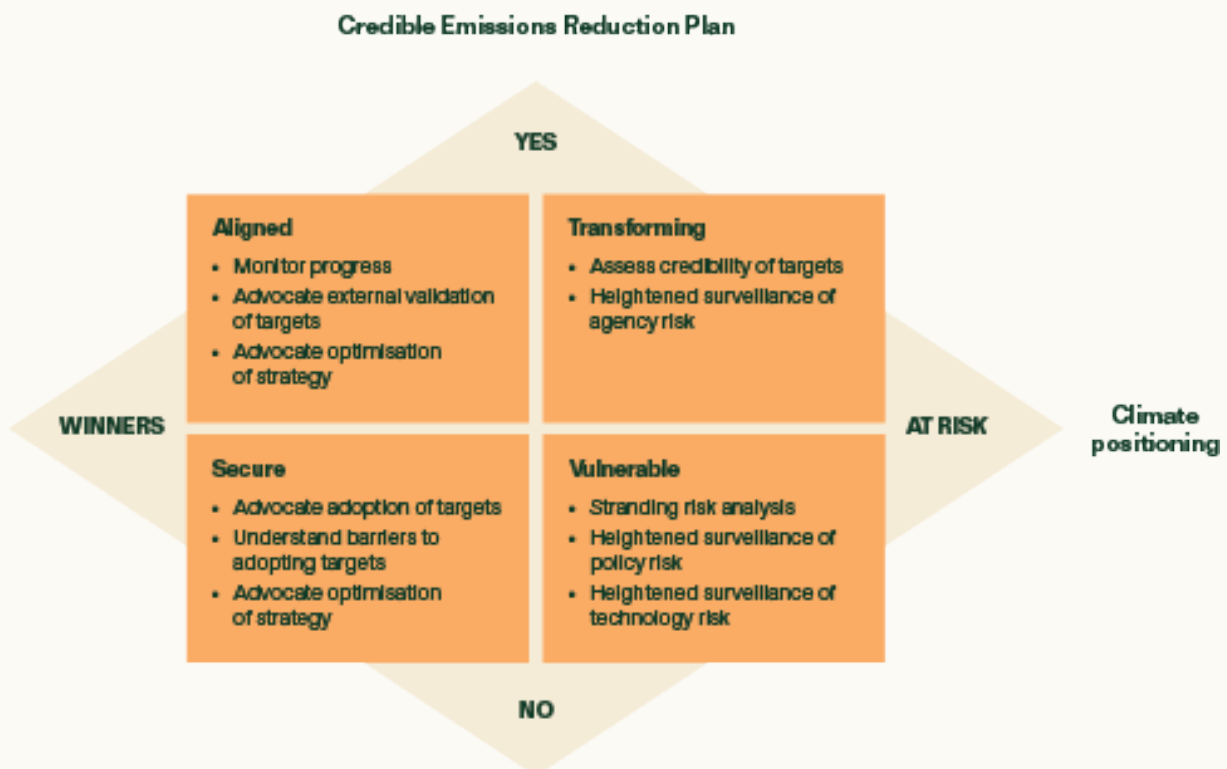 Credible Emissions Reduction Plan
YES
Aligned
• Monitor progress
• Advocate external validation
of targets
• Advocate optimisation
of strategy
Transforming
• Assess credibility of targets
• Heightened surveillance of
agency risk
WINNERS
AT RISK
Climate
positioning
Secure
• Advocate adoption of targets
• Understand barriers to
adopting targets
• Advocate optimisation
of strategy
Vulnerable
• Stranding risk analysis
• Heightened surveillance of
policy risk
• Heightened surveillance of
technology risk
NO